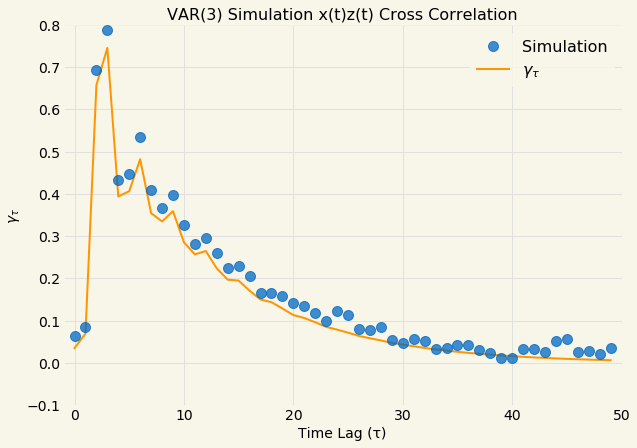 VAR(3) Simulation x(t)z(t) Cross Correlation
0.8
0.7
0.6
0.5
0.4
0.3
0.2
0.1
0.0
−0.1
γτ
Simulation
γτ
0 10 20 30 40 50
Time Lag (τ)